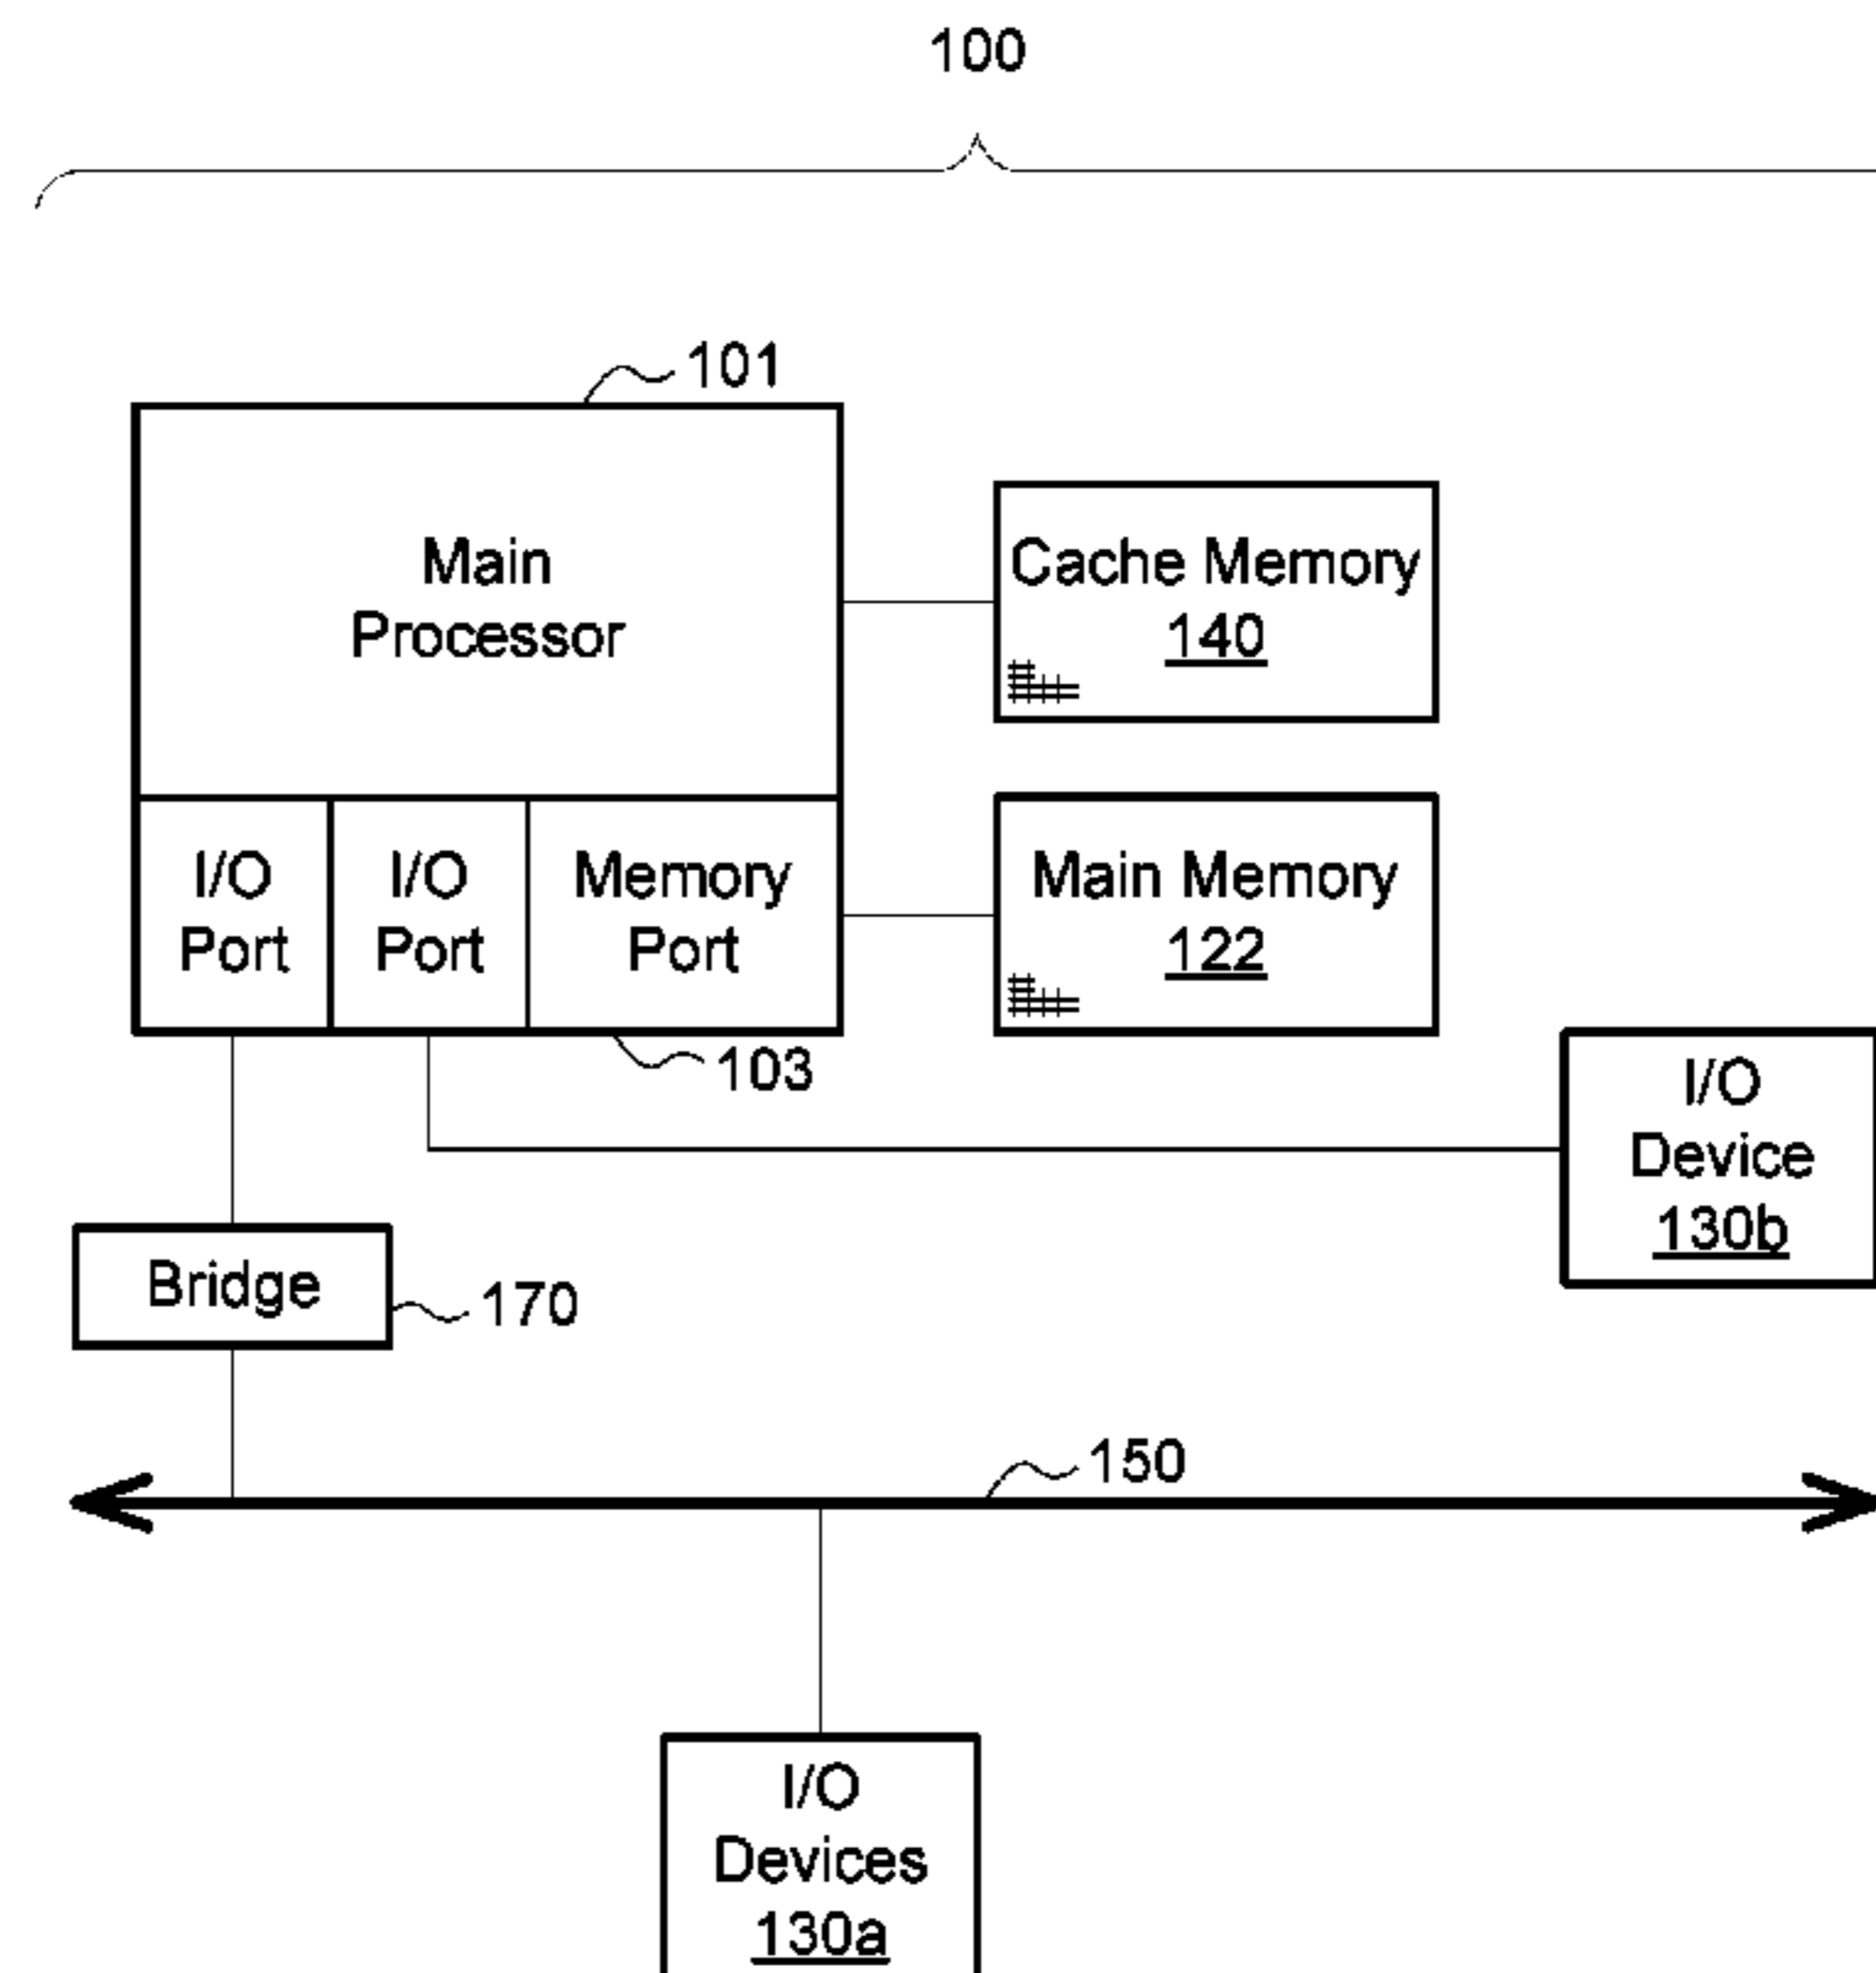 100
101
Main
Processor
Cache Memory
140
I/O
Port
I/O
Port
Memory
Port
Main Memory
122
103
I/O
Device
130b
Bridge
170
150
I/O
Devices
130a